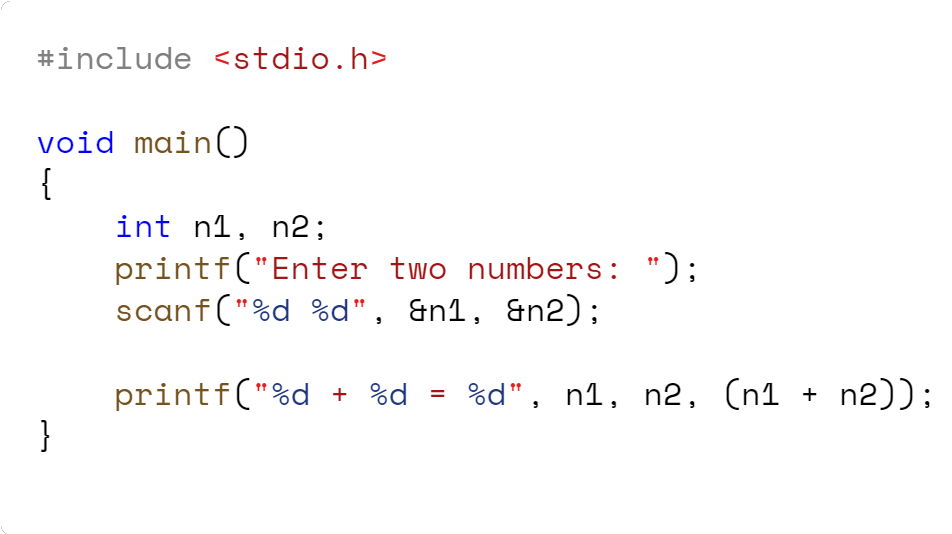 #include <stdio.h>

void main()
{
    int n1, n2;
    printf("Enter two numbers: ");
    scanf("%d %d", &n1, &n2);

    printf("%d + %d = %d", n1, n2, (n1 + n2));
}